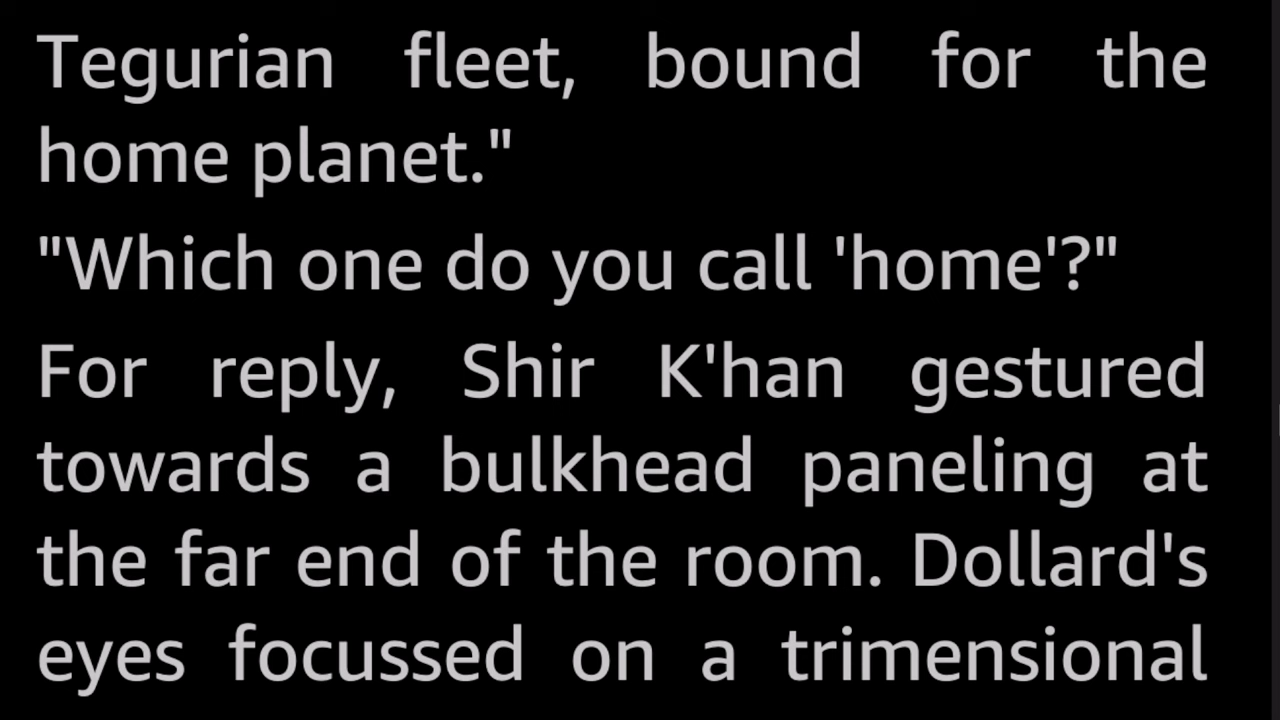 Tegurian fleet, bound for the
home planet."
"Which one do you call 'home'?"
For reply, Shir K'han gestured
towards a bulkhead paneling at
the far end of the room. Dollard's
eyes focussed on a trimensional